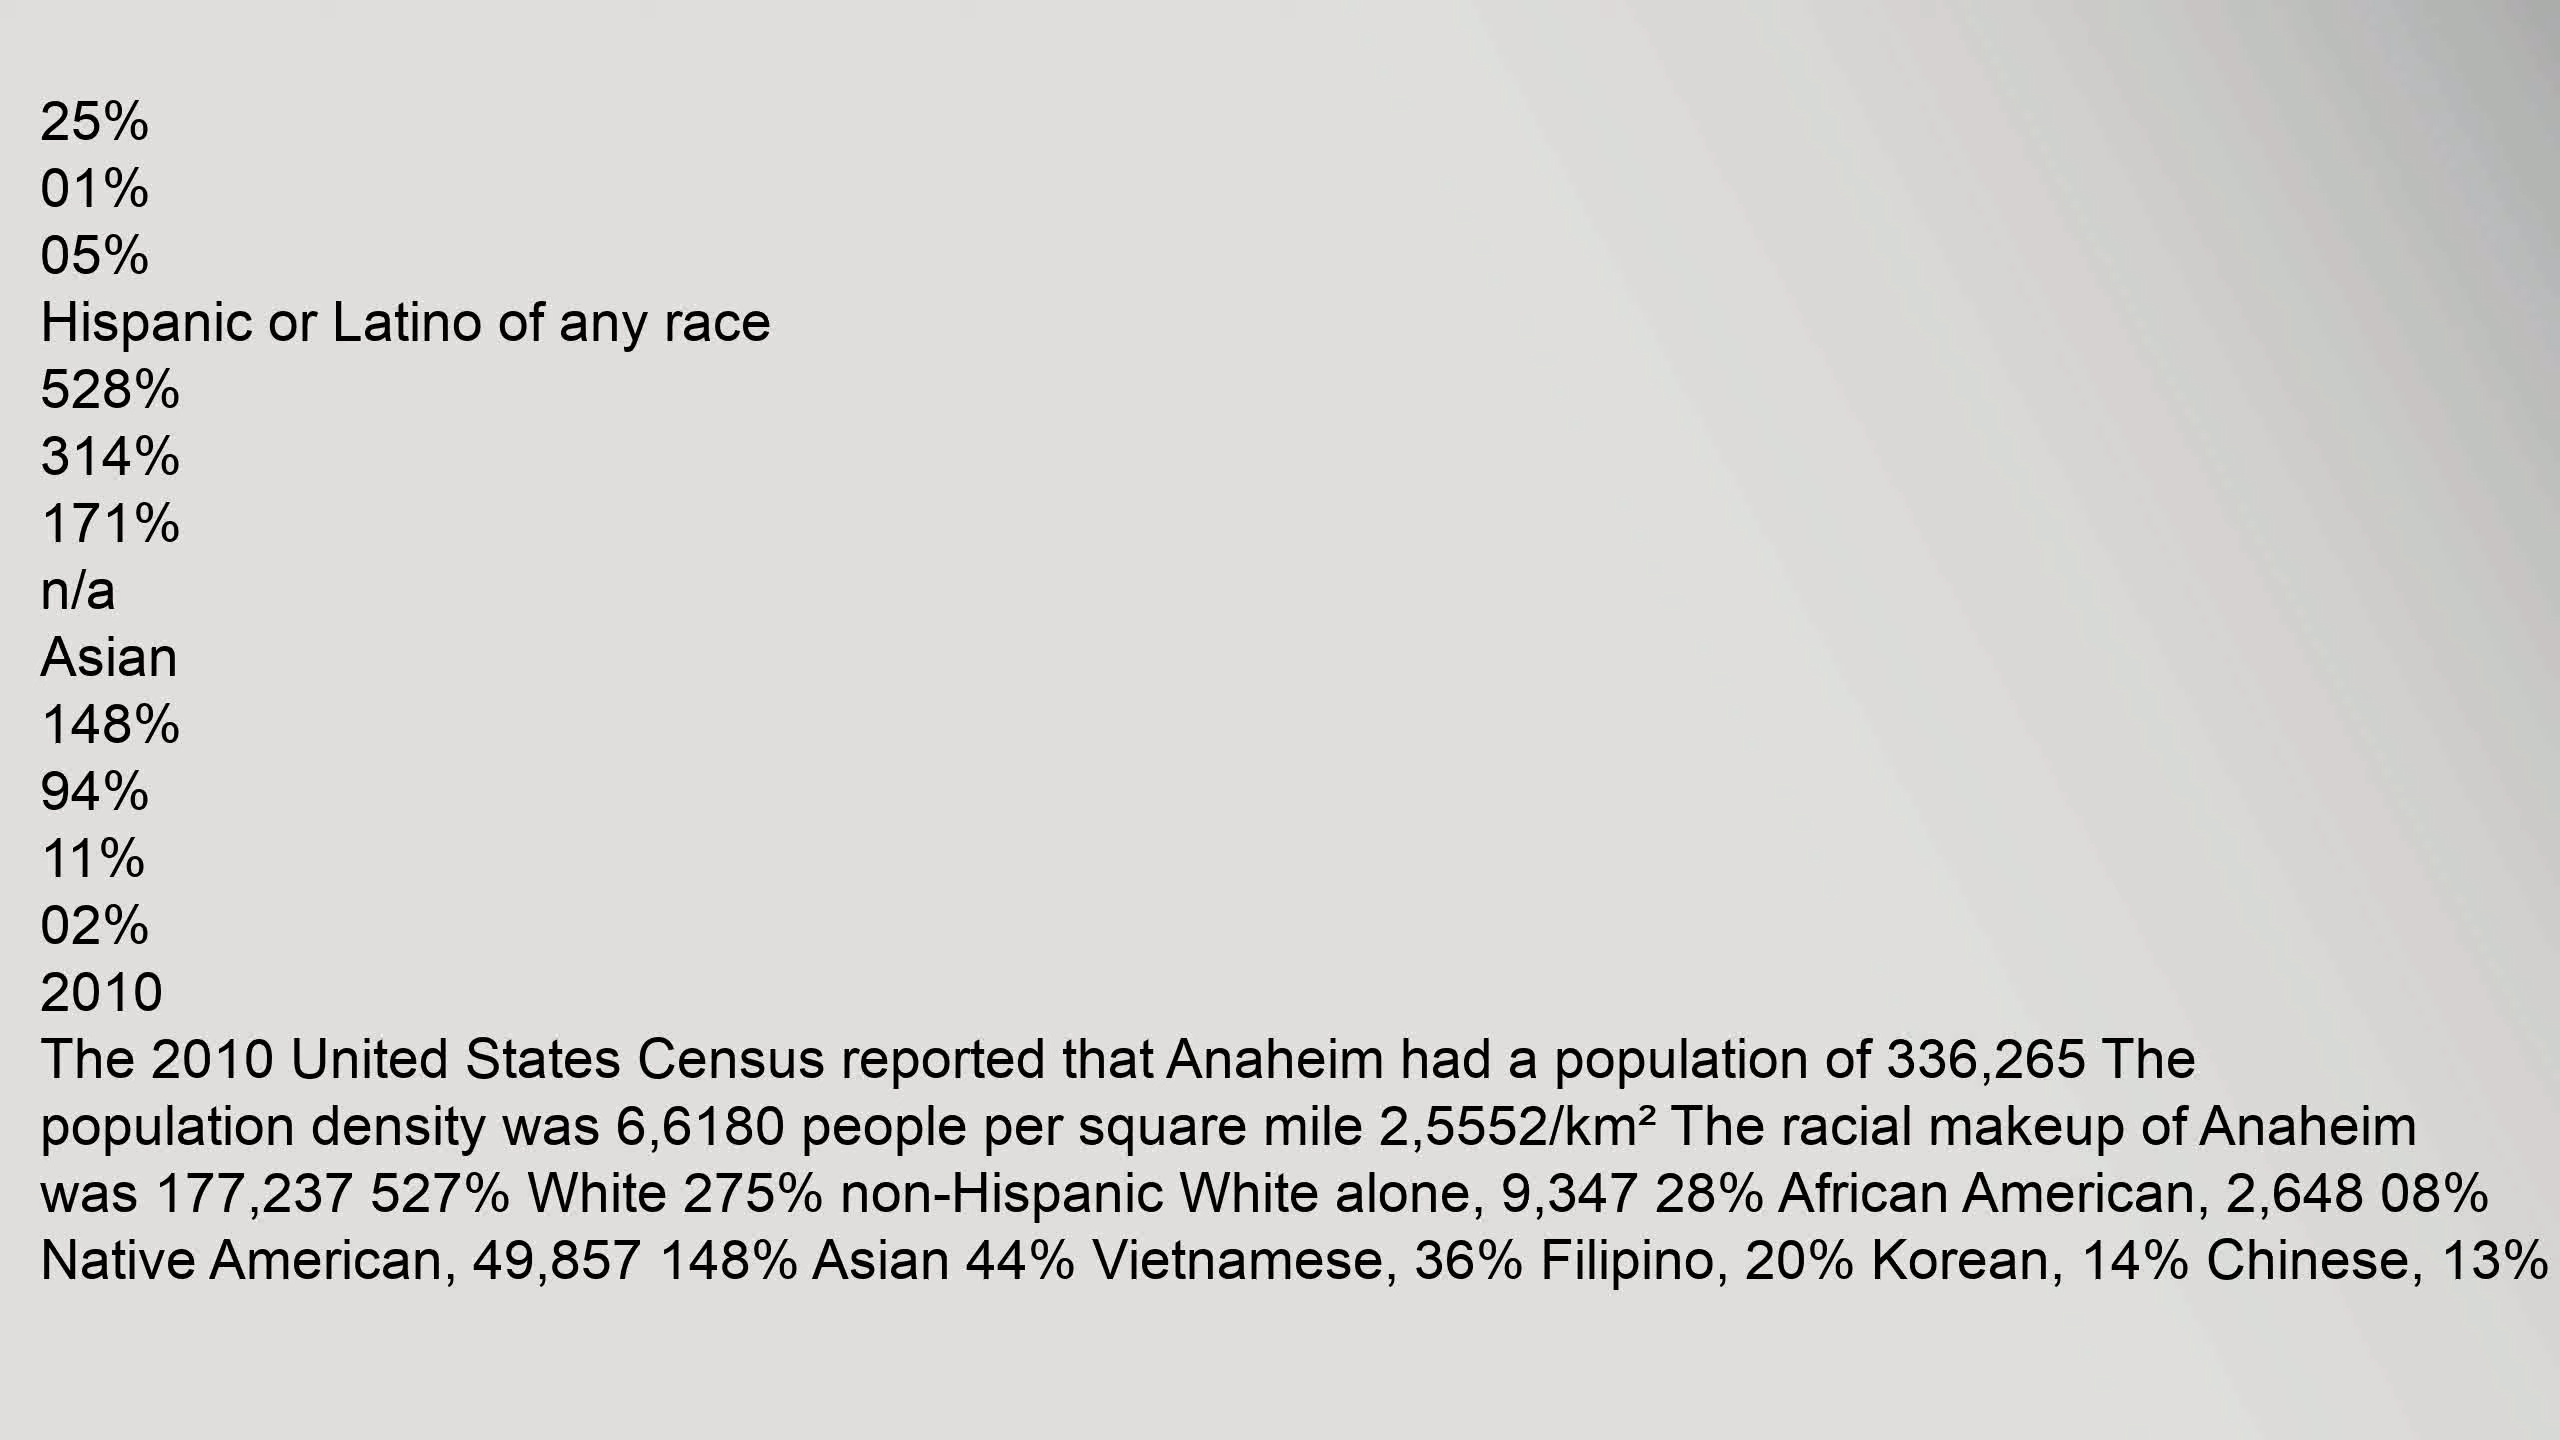 25%
01%
05%
Hispanic or Latino of any race
528%
314%
171%
n/a
Asian
148%
94%
11%
02%
2010
The 2010 United States Census reported that Anaheim had a population of 336,265 The
population density was 6,6180 people per square mile 2,5552/km² The racial makeup of Anaheim
was 177,237 527% White 275% non-Hispanic White alone, 9,347 28% African American, 2,648 08%
Native American, 49,857 148% Asian 44% Vietnamese, 36% Filipino, 20% Korean, 14% Chinese, 13%